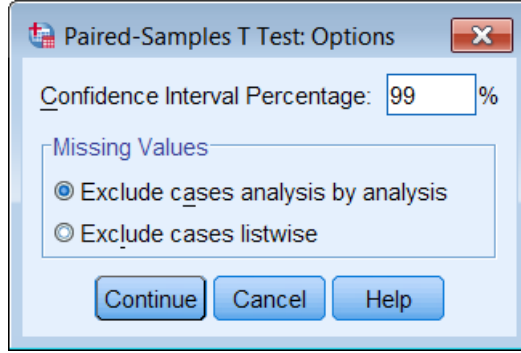 Paired-Samples T Test: Options
Confidence Interval Percentage: 99 %
Missing Values
Exclude cases analysis by analysis
Exclude cases listwise
Continue Cancel Help